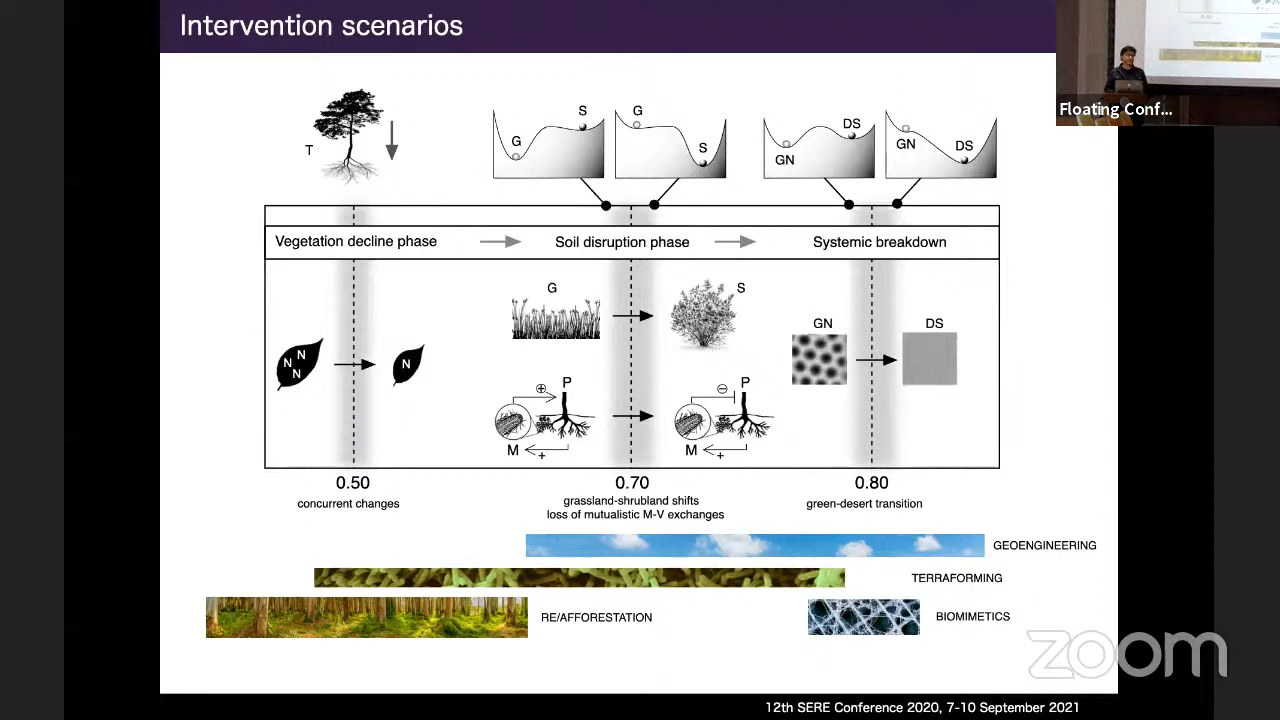 Intervention scenarios
Floating Conf...
T
G
S
G
S
GN
DS
GN
DS
Vegetation decline phase
Soil disruption phase
Systemic breakdown
G
S
N
N
N
N
GN
DS
P
+
M
+
P
−
M
+
0.50
0.70
0.80
concurrent changes
grassland-shrubland shifts
loss of mutualistic M-V exchanges
green-desert transition
GEOENGINEERING
TERRAFORMING
RE/AFFORESTATION
BIOMIMETICS
zoom
12th SERE Conference 2020, 7-10 September 2021